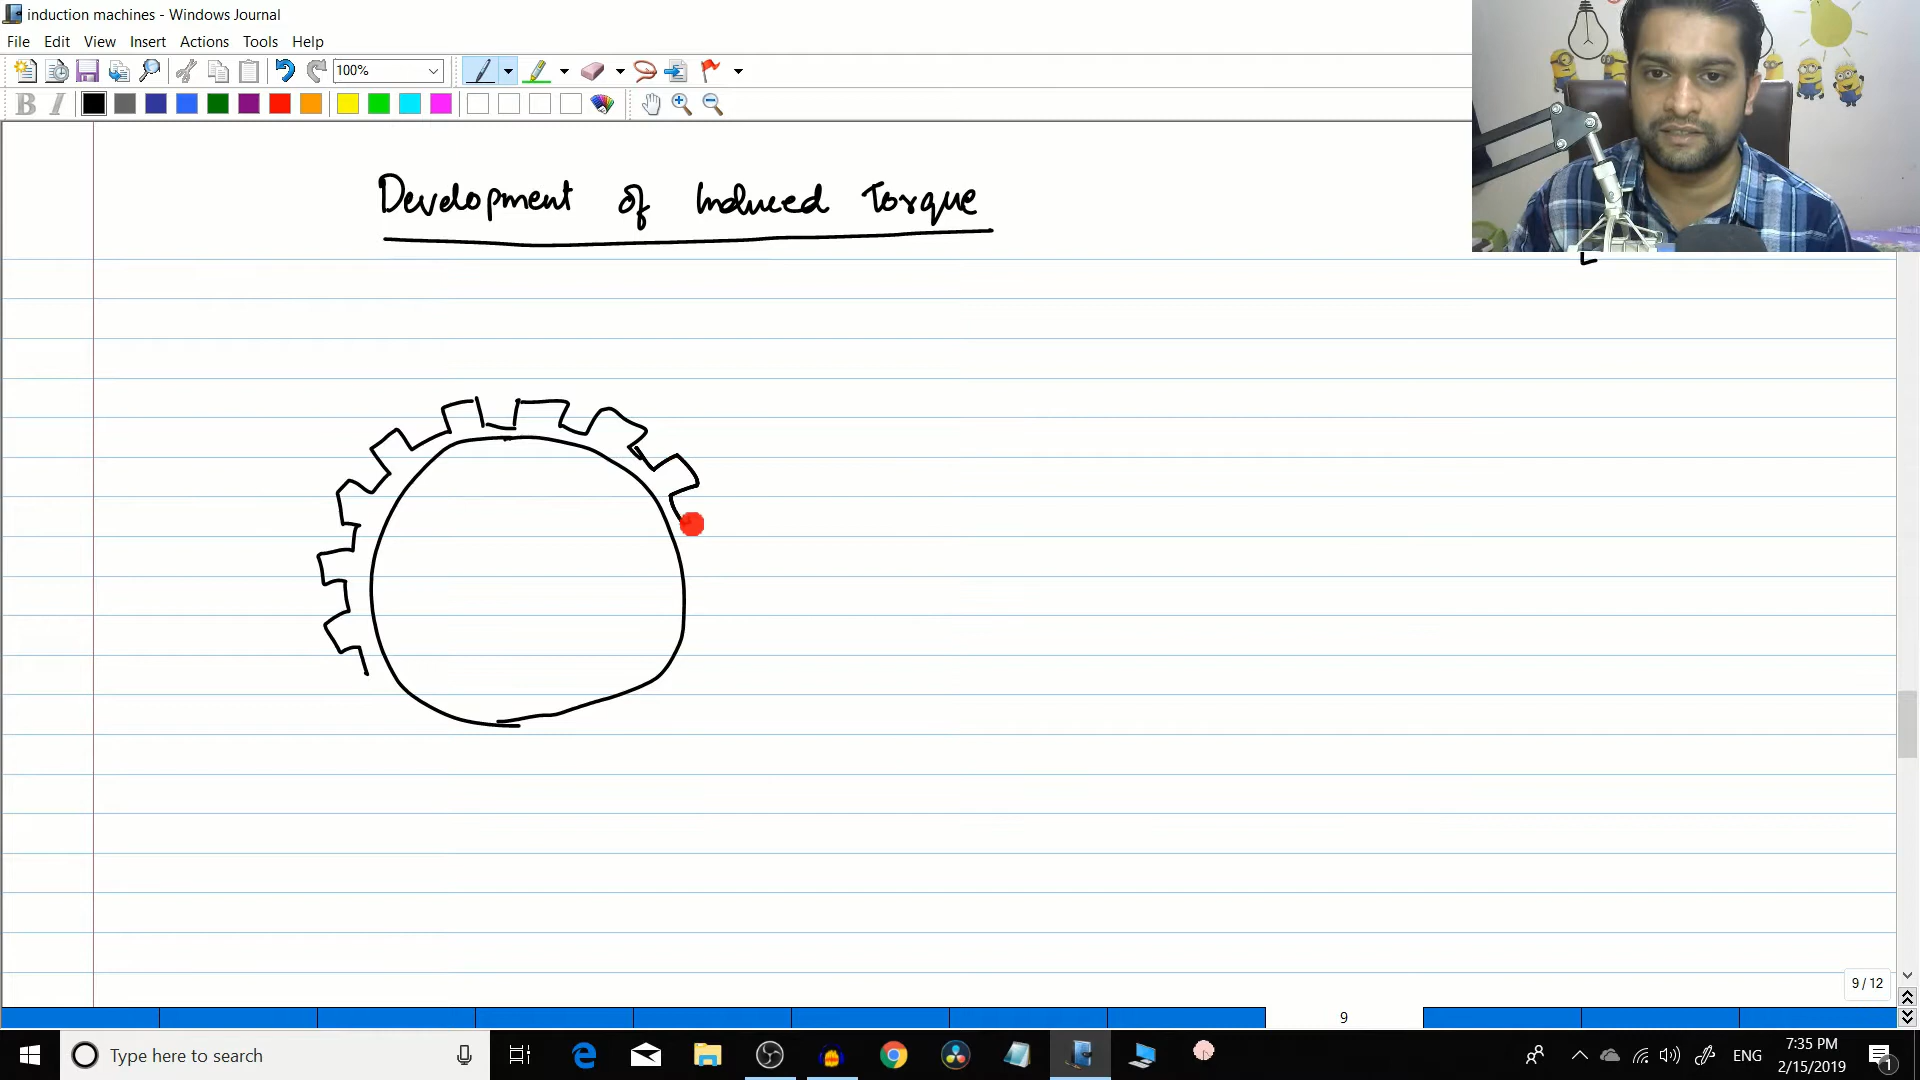 induction machines - Windows Journal
File Edit View Insert Actions Tools Help
100%
B I
Development of Induced Torque
9 / 12
9
Type here to search
ENG
7:35 PM
2/15/2019
1